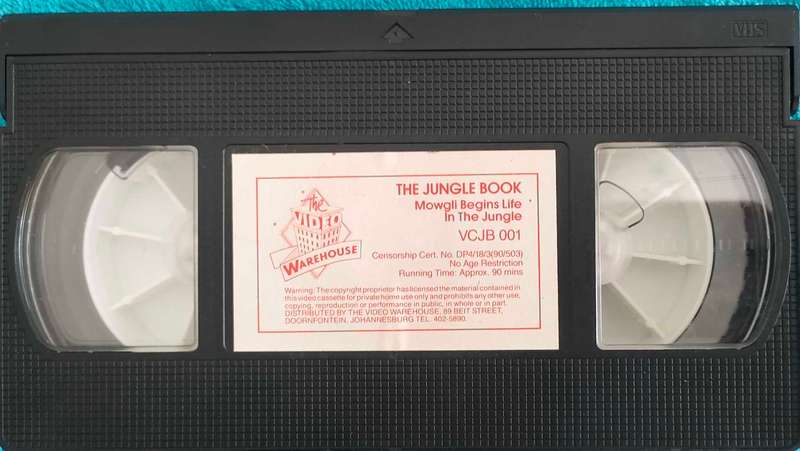 VHS
The
VIDEO
WAREHOUSE
THE JUNGLE BOOK
Mowgli Begins Life
In The Jungle
VCJB 001
Censorship Cert. No. DP4/18/3(90/503)
No Age Restriction
Running Time: Approx. 90 mins
Warning: The copyright proprietor has licensed the material contained in
this video cassette for private home use only and prohibits any other use,
copying, reproduction or performance in public, in whole or in part.
DISTRIBUTED BY THE VIDEO WAREHOUSE, 89 BEIT STREET,
DOORNFONTEIN, JOHANNESBURG TEL. 402-5890.